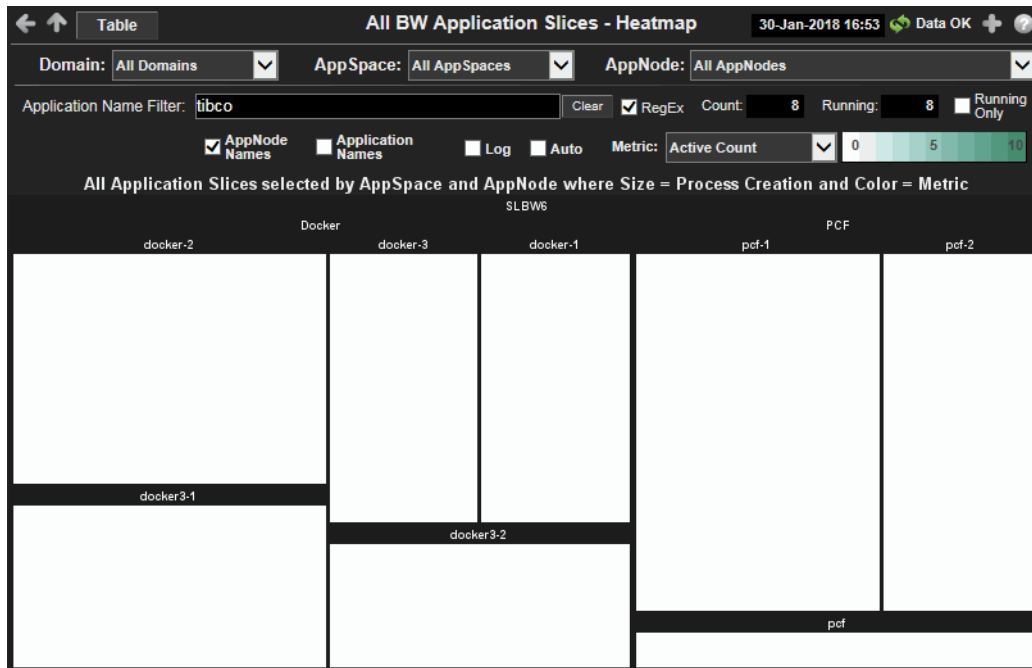 Table All BW Application Slices - Heatmap 30-Jan-2018 16:53 Data OK ?
Domain: All Domains AppSpace: All AppSpaces AppNode: All AppNodes
Application Name Filter: tibco Clear RegEx Count: 8 Running: 8 Running Only
AppNode Names Application Names Log Auto Metric: Active Count 0 5 10
All Application Slices selected by AppSpace and AppNode where Size = Process Creation and Color = Metric
SLBW6
Docker PCF
docker-2 docker-3 docker-1 pcf-1 pcf-2
docker3-1
docker3-2
pcf